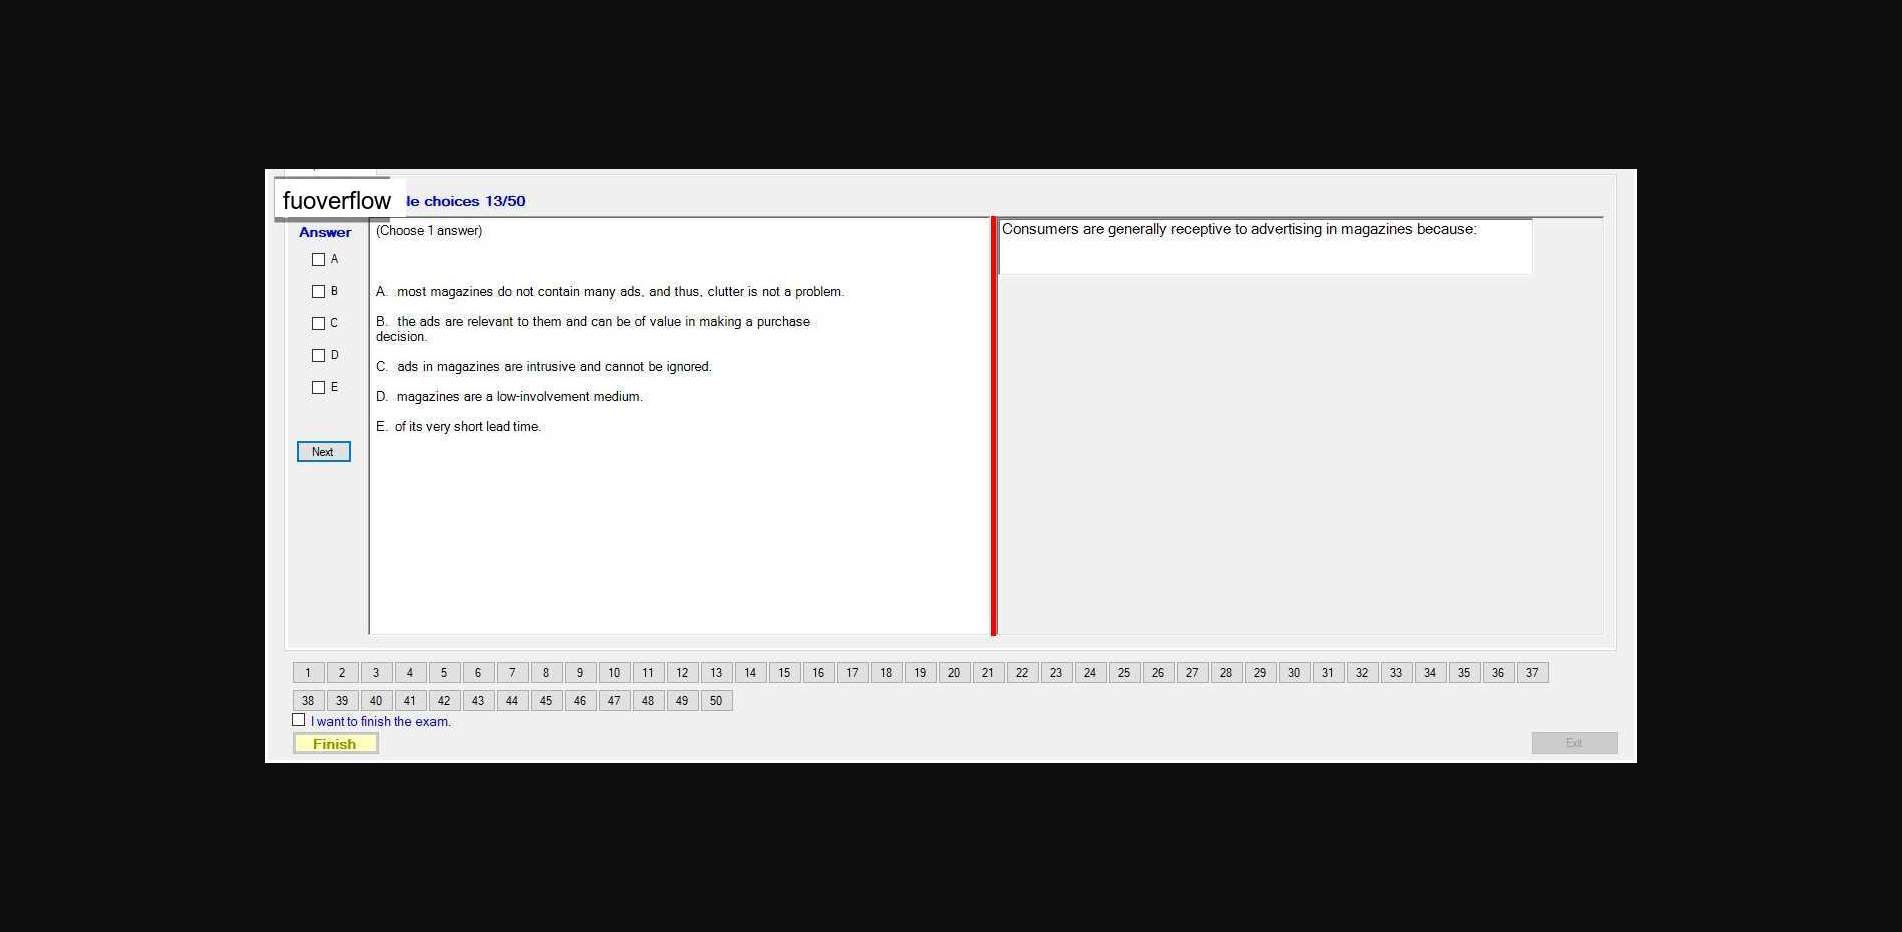 fuoverflow
le choices 13/50
Answer
(Choose 1 answer)
Consumers are generally receptive to advertising in magazines because:
A
B
C
D
E
A. most magazines do not contain many ads, and thus, clutter is not a problem.
B. the ads are relevant to them and can be of value in making a purchase
decision.
C. ads in magazines are intrusive and cannot be ignored.
D. magazines are a low-involvement medium.
E. of its very short lead time.
Next
1 2 3 4 5 6 7 8 9 10 11 12 13 14 15 16 17 18 19 20 21 22 23 24 25 26 27 28 29 30 31 32 33 34 35 36 37
38 39 40 41 42 43 44 45 46 47 48 49 50
I want to finish the exam.
Finish
Exit